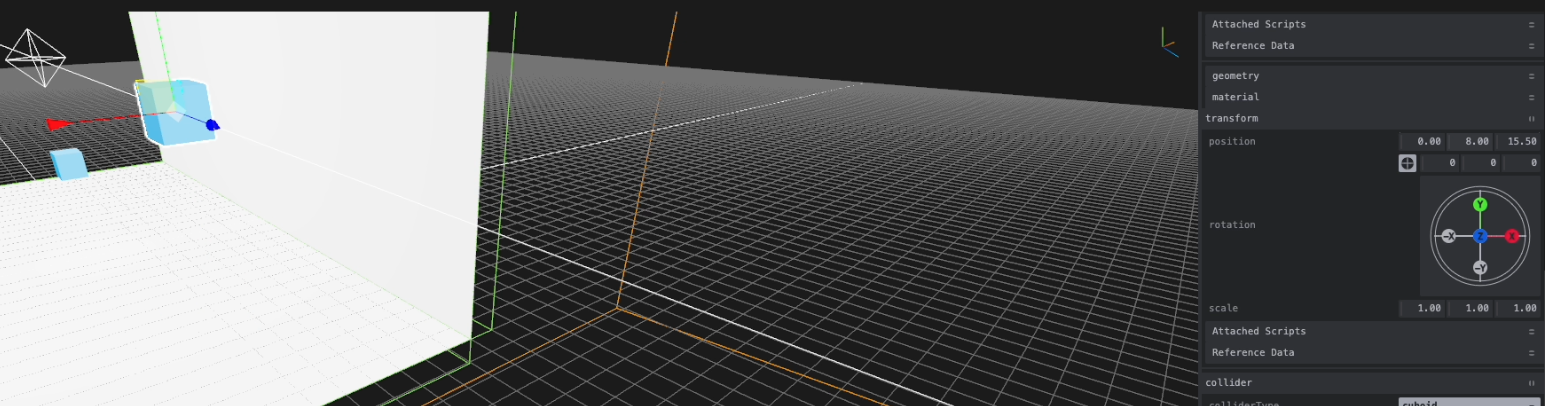 Attached Scripts
Reference Data
geometry
material
transform
position 0.00 8.00 15.50
0 0 0
rotation
Y
-X Z X
-Y
scale 1.00 1.00 1.00
Attached Scripts
Reference Data
collider
colliderType cuboid